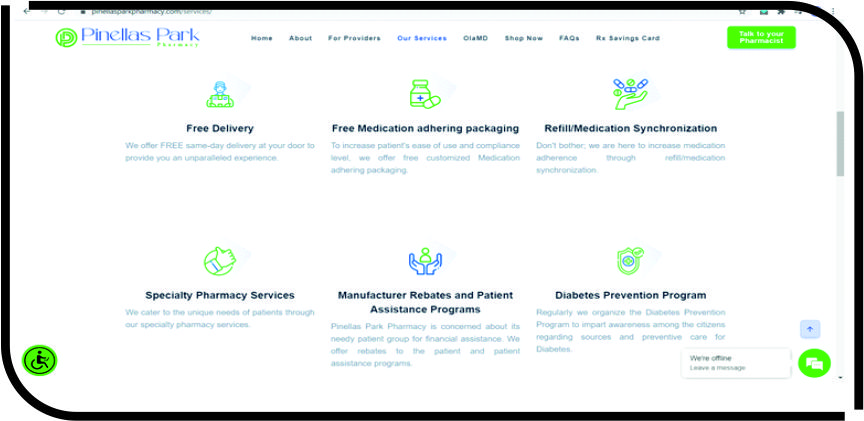 pinellasparkpharmacy.com/services/
Pinellas Park
Pharmacy
Home About For Providers Our Services OlaMD Shop Now FAQs Rx Savings Card
Talk to your
Pharmacist
Free Delivery
We offer FREE same-day delivery at your door to
provide you an unparalleled experience.
Free Medication adhering packaging
To increase patient's ease of use and compliance
level, we offer free customized Medication
adhering packaging.
Refill/Medication Synchronization
Don't bother; we are here to increase medication
adherence through refill/medication
synchronization.
Specialty Pharmacy Services
We cater to the unique needs of patients through
our specialty pharmacy services.
Manufacturer Rebates and Patient
Assistance Programs
Pinellas Park Pharmacy is concerned about its
needy patient group for financial assistance. We
offer rebates to the patient and patient
assistance programs.
Diabetes Prevention Program
Regularly we organize the Diabetes Prevention
Program to impart awareness among the citizens
regarding sources and preventive care for
Diabetes.
We're offline
Leave a message